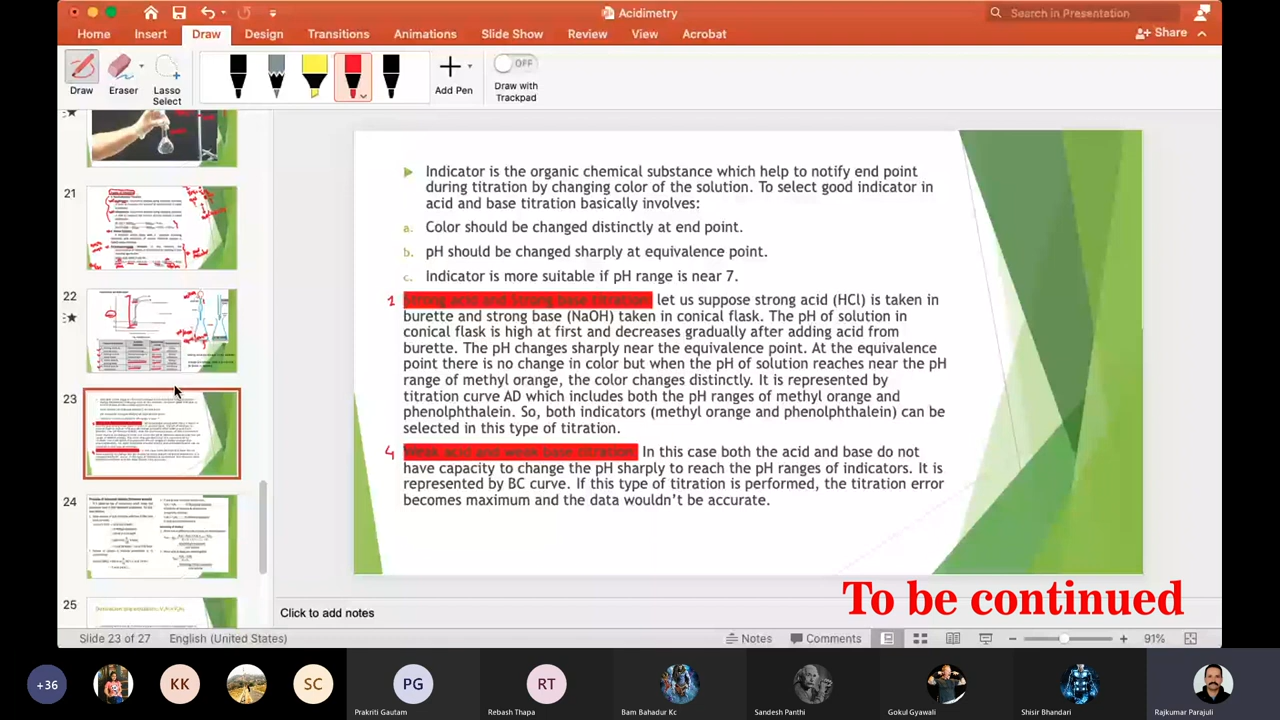 Acidimetry
Search in Presentation
Home Insert Draw Design Transitions Animations Slide Show Review View Acrobat
Share
Draw
Eraser
Lasso
Select
Add Pen
OFF
Draw with
Trackpad
21
22
23
24
25
Indicator is the organic chemical substance which help to notify end point
during titration by changing color of the solution. To select good indicator in
acid and base titration basically involves:
a. Color should be changed distinctly at end point.
b. pH should be changed sharply at equivalence point.
c. Indicator is more suitable if pH range is near 7.
1 Strong acid and Strong base titration: let us suppose strong acid (HCl) is taken in
burette and strong base (NaOH) taken in conical flask. The pH of solution in
conical flask is high at first and decreases gradually after adding acid from
burette. The pH changes sharply near the equivalence point. At the equivalence
point there is no change in color but when the pH of solution reaches near the pH
range of methyl orange, the color changes distinctly. It is represented by
titration curve AD which includes both the pH ranges of methyl orange and
phenolphthalein. So, both indicators (methyl orange and phenolphthalein) can be
selected in this type of titration.
4 Weak acid and weak base titration: In this case both the acid and base do not
have capacity to change the pH sharply to reach the pH ranges of indicators. It is
represented by BC curve. If this type of titration is performed, the titration error
becomes maximum and the data wouldn't be accurate.
To be continued
Click to add notes
Slide 23 of 27 English (United States) Notes Comments 91%
+36 KK SC PG RT
Prakriti Gautam Rebash Thapa Bam Bahadur Kc Sandesh Panthi Gokul Gyawali Shisir Bhandari Rajkumar Parajuli